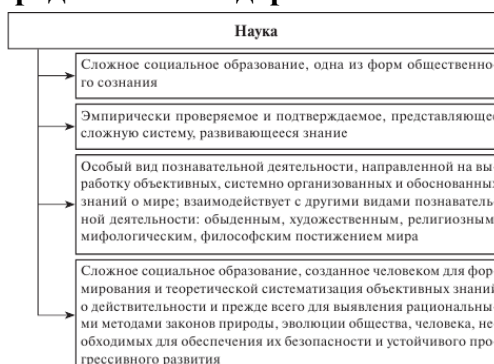 Наука
Сложное социальное образование, одна из форм общественно-
го сознания
Эмпирически проверяемое и подтверждаемое, представляюще
сложную систему, развивающееся знание
Особый вид познавательной деятельности, направленной на вы-
работку объективных, системно организованных и обоснованных
знаний о мире; взаимодействует с другими видами познаватель-
ной деятельности: обыденным, художественным, религиозным
мифологическим, философским постижением мира
Сложное социальное образование, созданное человеком для фор-
мирования и теоретической систематизация объективных знаний
о действительности и прежде всего для выявления рациональны-
ми методами законов природы, эволюции общества, человека, не-
обходимых для обеспечения их безопасности и устойчивого про-
грессивного развития